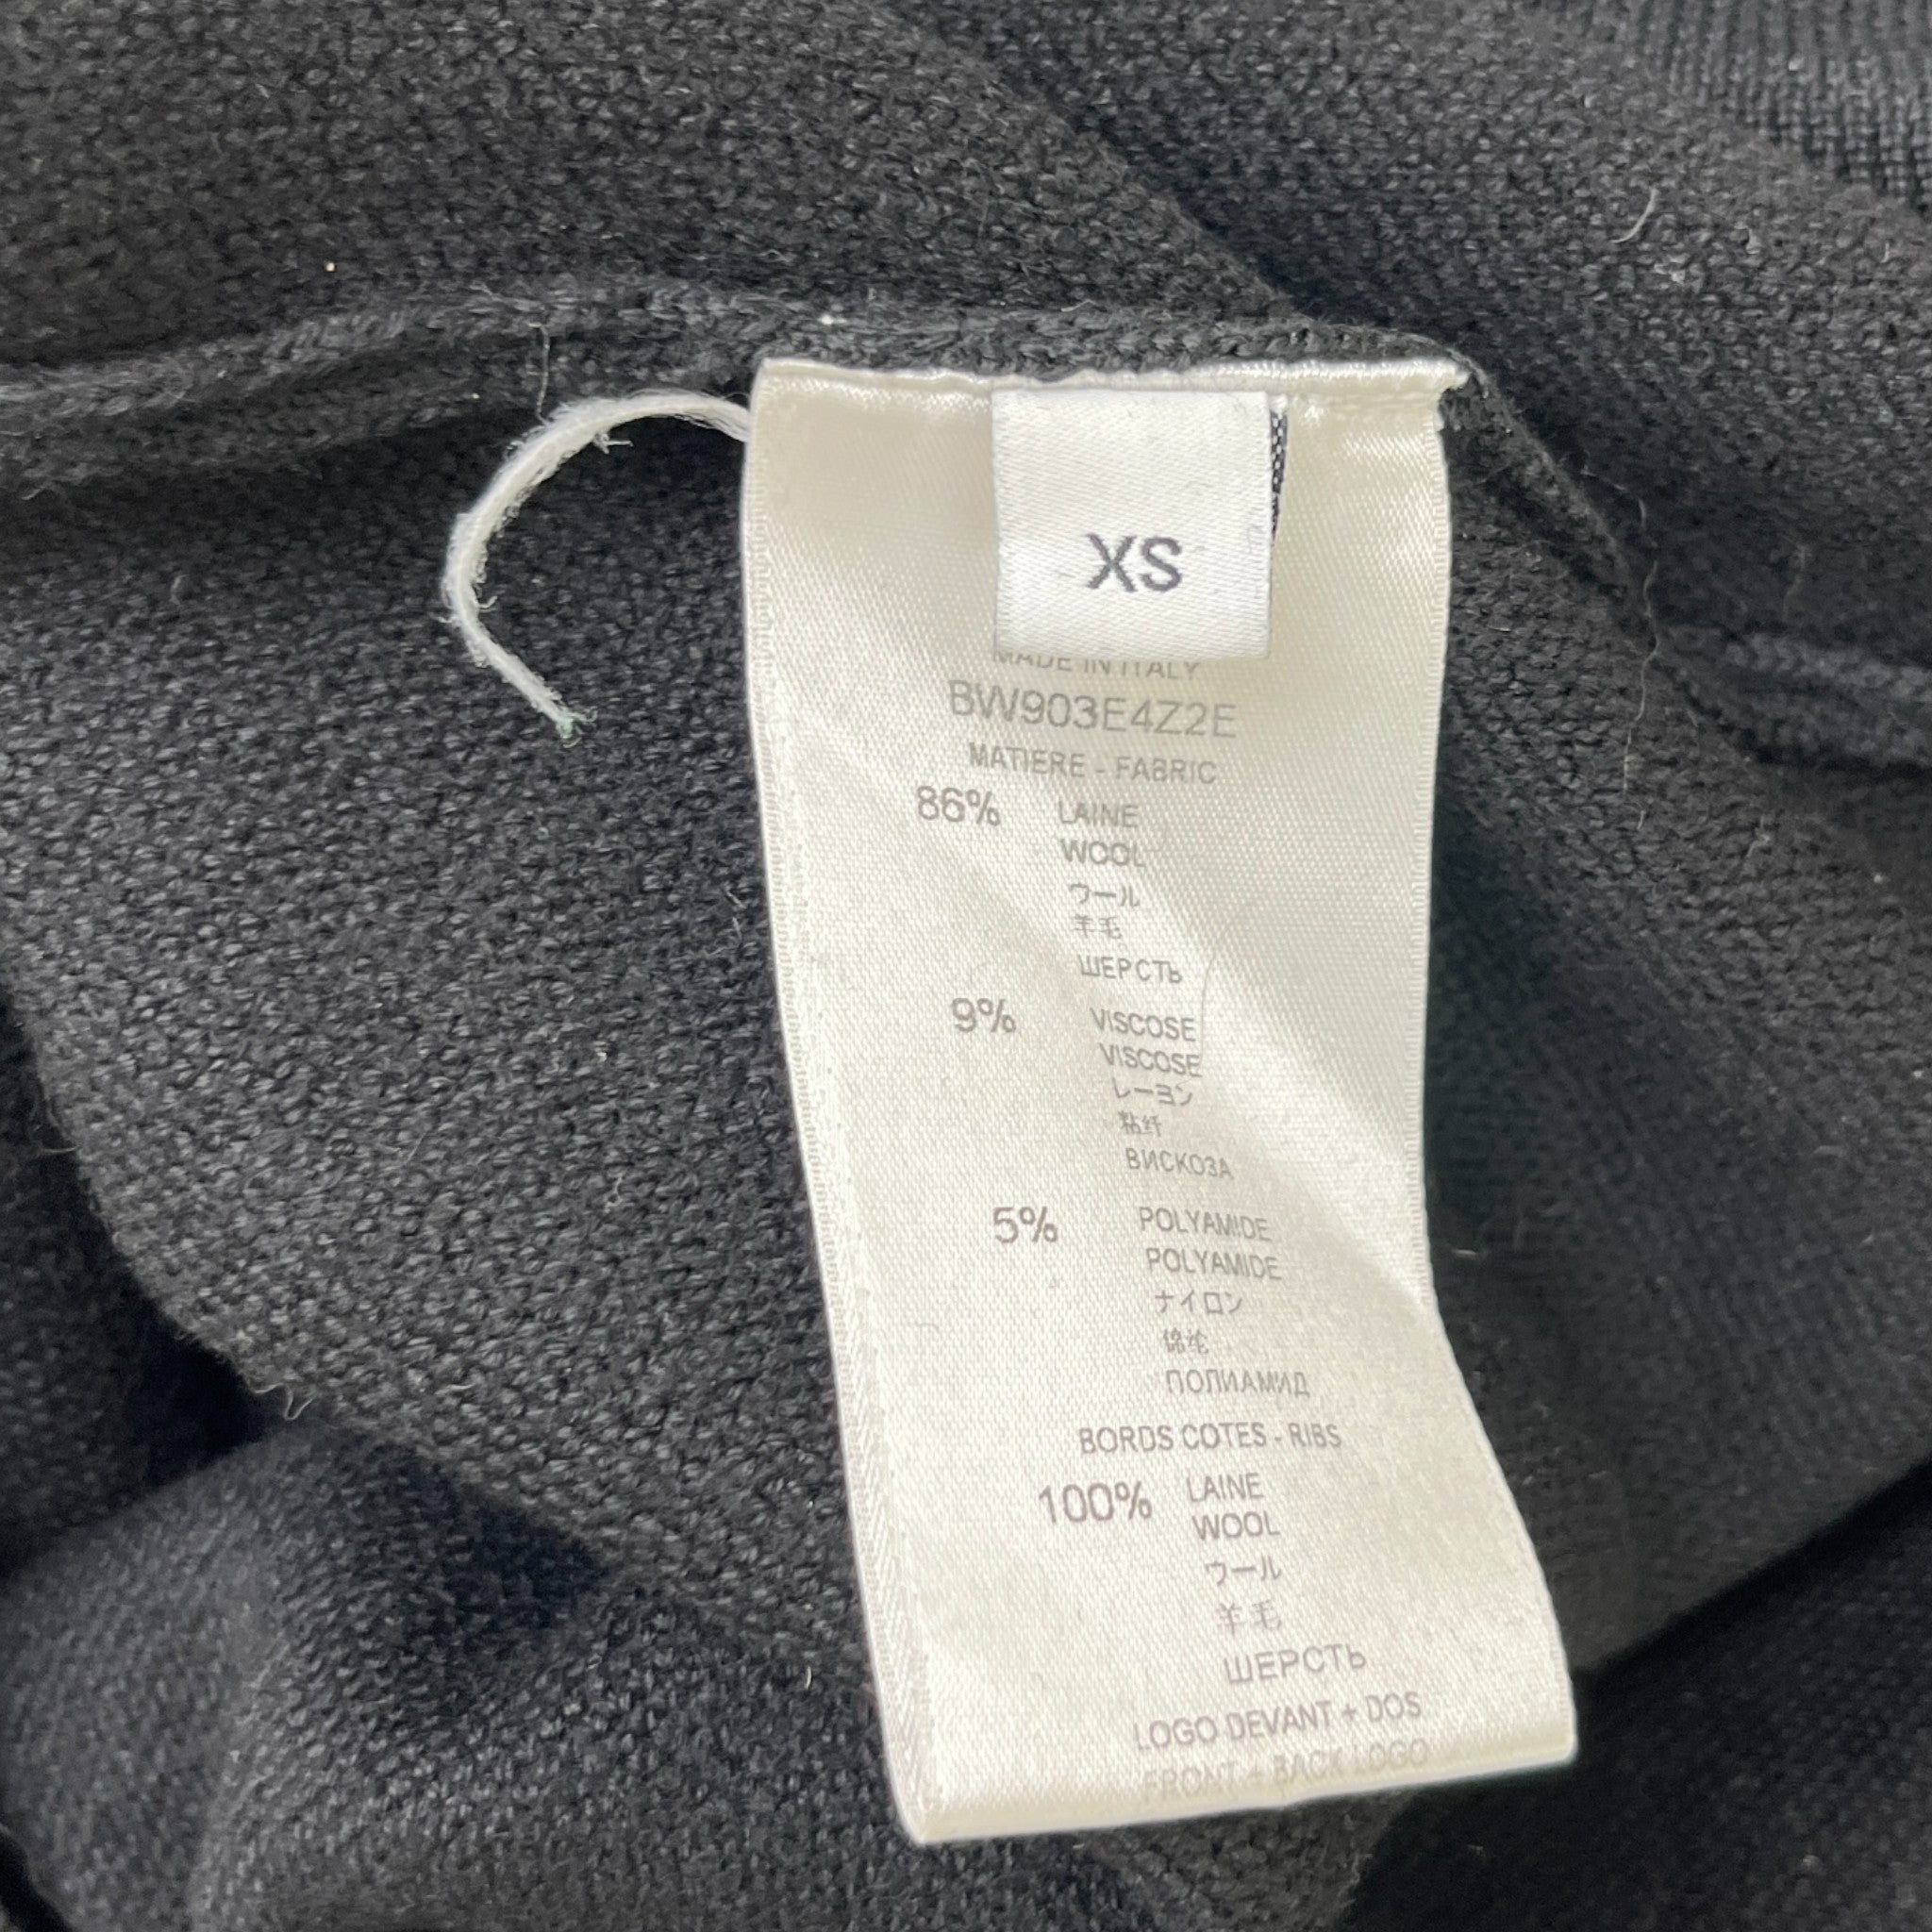 XS
MADE IN ITALY
BW903E4Z2E
MATIERE - FABRIC
86% LAINE
WOOL
ウール
羊毛
ШЕРСТЬ
9% VISCOSE
VISCOSE
レーヨン
粘纤
ВИСКОЗА
5% POLYAMIDE
POLYAMIDE
ナイロン
锦纶
ПОЛИАМИД
BORDS COTES - RIBS
100% LAINE
WOOL
ウール
羊毛
ШЕРСТЬ
LOGO DEVANT + DOS
FRONT + BACK LOGO